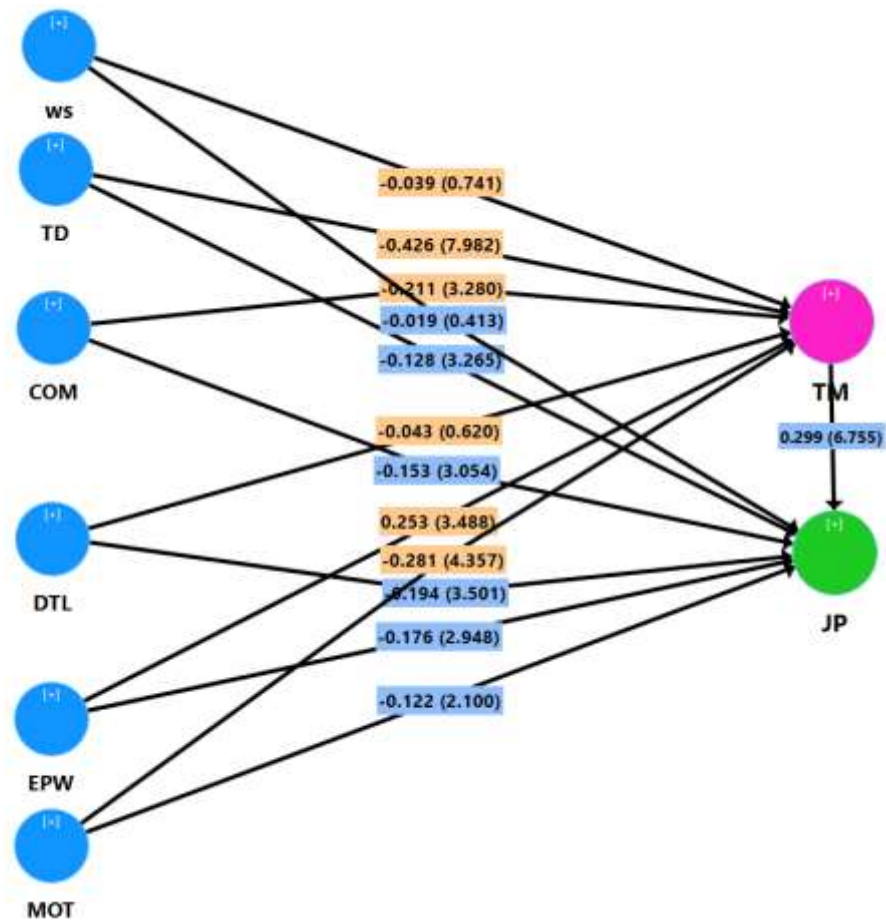 [+]
ws
[+]
TD
[+]
COM
[+]
DTL
[+]
EPW
[+]
MOT
-0.039 (0.741)
-0.426 (7.982)
-0.211 (3.280)
-0.019 (0.413)
-0.128 (3.265)
-0.043 (0.620)
-0.153 (3.054)
0.253 (3.488)
-0.281 (4.357)
-0.194 (3.501)
-0.176 (2.948)
-0.122 (2.100)
[+]
TM
0.299 (6.755)
[+]
JP